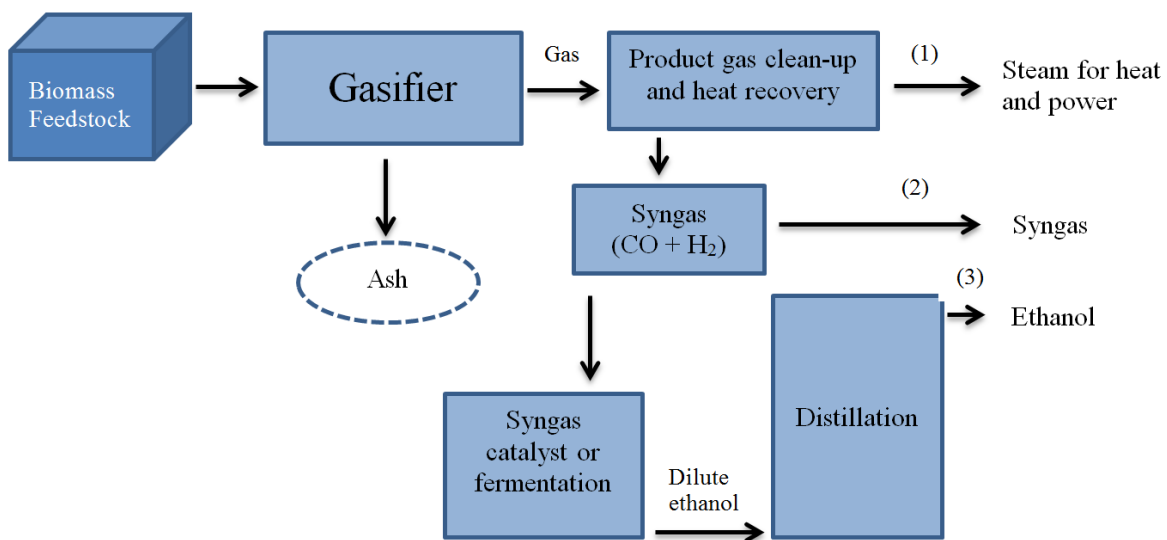 Biomass
Feedstock
Gasifier
Gas
Product gas clean-up
and heat recovery
(1)
Steam for heat
and power
Ash
Syngas
(CO + H₂)
(2)
Syngas
Syngas
catalyst or
fermentation
Dilute
ethanol
Distillation
(3)
Ethanol